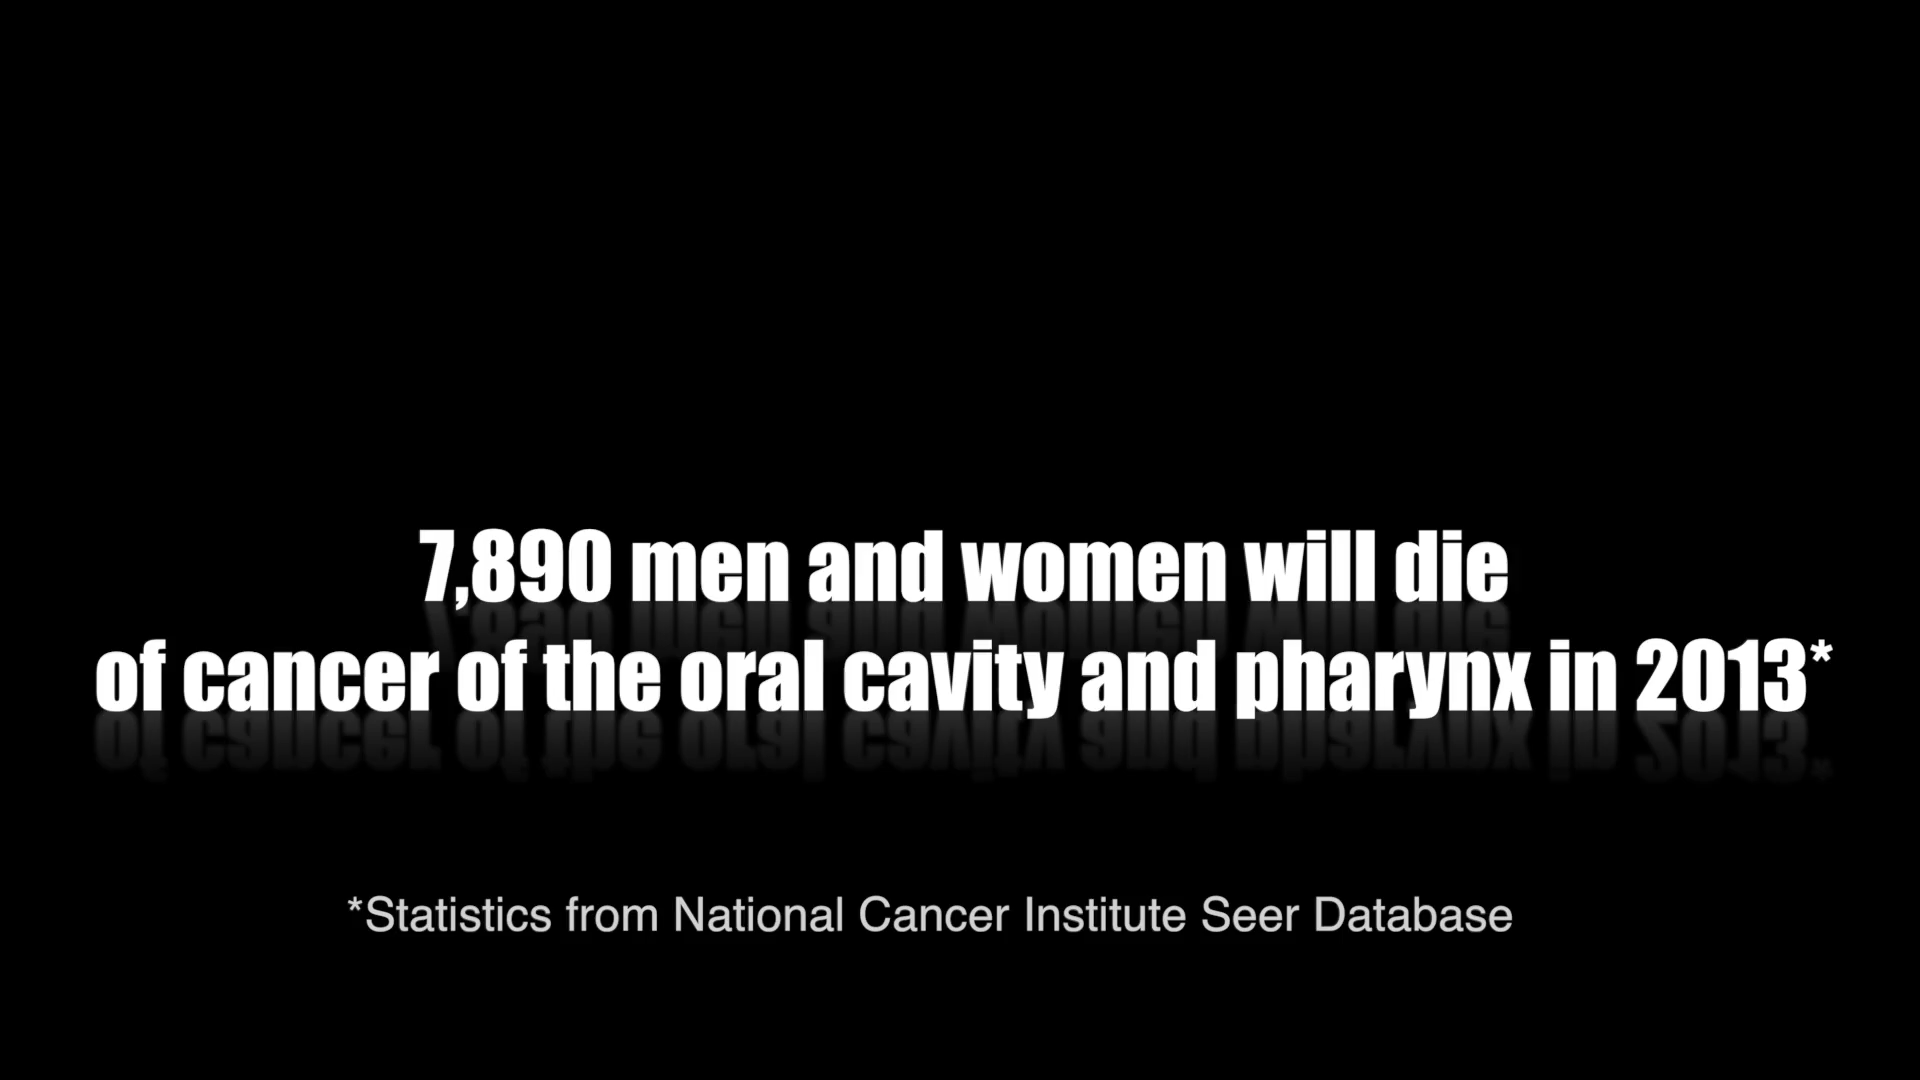 7,890 men and women will die
of cancer of the oral cavity and pharynx in 2013*
*Statistics from National Cancer Institute Seer Database